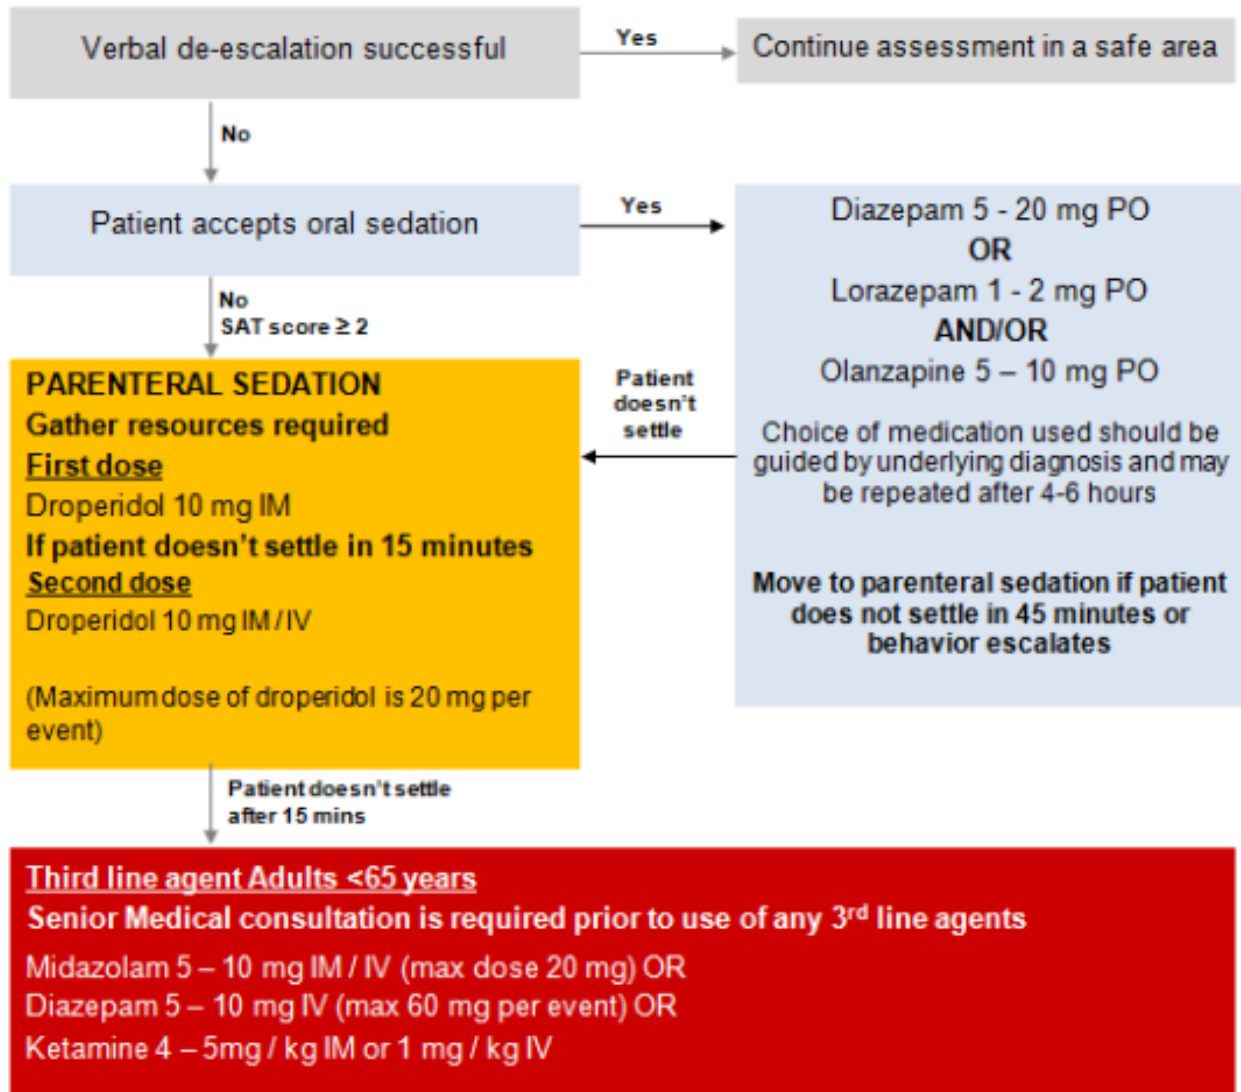 Verbal de-escalation successful
Yes
Continue assessment in a safe area
No
Patient accepts oral sedation
Yes
Diazepam 5 - 20 mg PO
OR
Lorazepam 1 - 2 mg PO
AND/OR
Olanzapine 5 – 10 mg PO
Choice of medication used should be
guided by underlying diagnosis and may
be repeated after 4-6 hours
Move to parenteral sedation if patient
does not settle in 45 minutes or
behavior escalates
No
SAT score ≥ 2
Patient
doesn't
settle
PARENTERAL SEDATION
Gather resources required
First dose
Droperidol 10 mg IM
If patient doesn't settle in 15 minutes
Second dose
Droperidol 10 mg IM / IV
(Maximum dose of droperidol is 20 mg per
event)
Patient doesn't settle
after 15 mins
Third line agent Adults <65 years
Senior Medical consultation is required prior to use of any 3rd line agents
Midazolam 5 – 10 mg IM / IV (max dose 20 mg) OR
Diazepam 5 – 10 mg IV (max 60 mg per event) OR
Ketamine 4 – 5mg / kg IM or 1 mg / kg IV